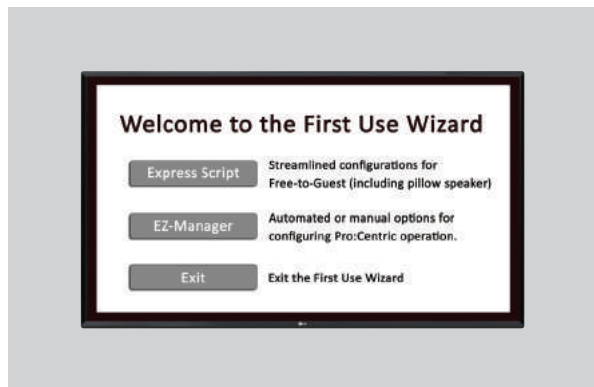 Welcome to the First Use Wizard
Express Script
Streamlined configurations for
Free-to-Guest (including pillow speaker)
EZ-Manager
Automated or manual options for
configuring Pro:Centric operation.
Exit
Exit the First Use Wizard